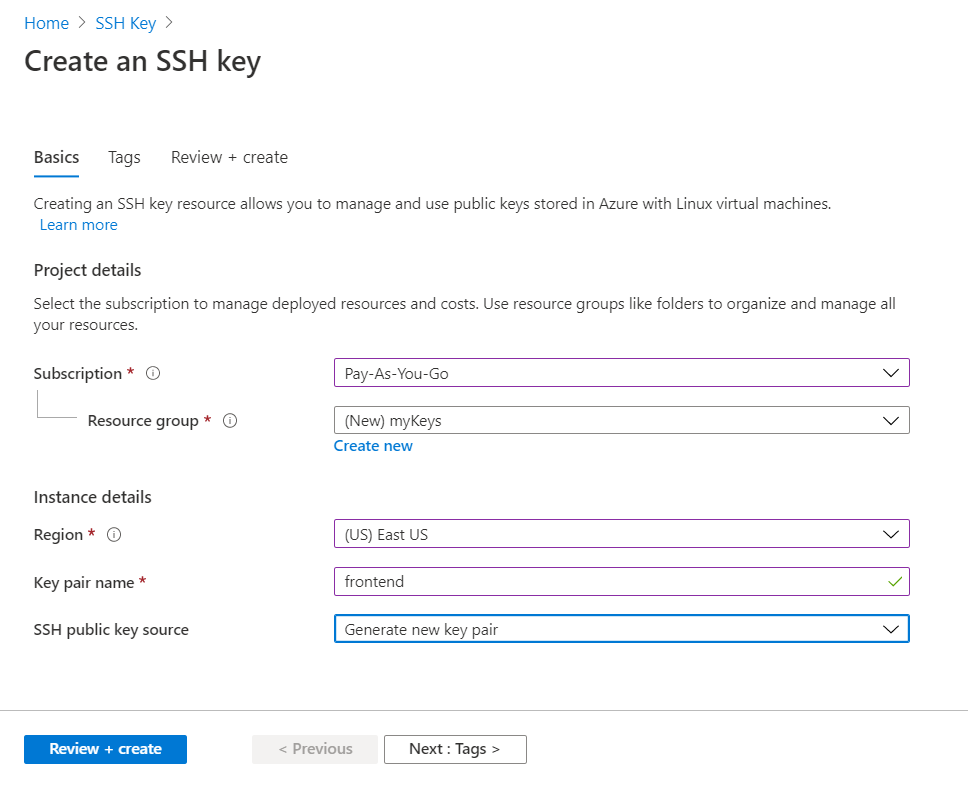 Home > SSH Key >
Create an SSH key
Basics Tags Review + create
Creating an SSH key resource allows you to manage and use public keys stored in Azure with Linux virtual machines.
Learn more
Project details
Select the subscription to manage deployed resources and costs. Use resource groups like folders to organize and manage all
your resources.
Subscription * Pay-As-You-Go
Resource group * (New) myKeys
Create new
Instance details
Region * (US) East US
Key pair name * frontend
SSH public key source Generate new key pair
Review + create < Previous Next : Tags >